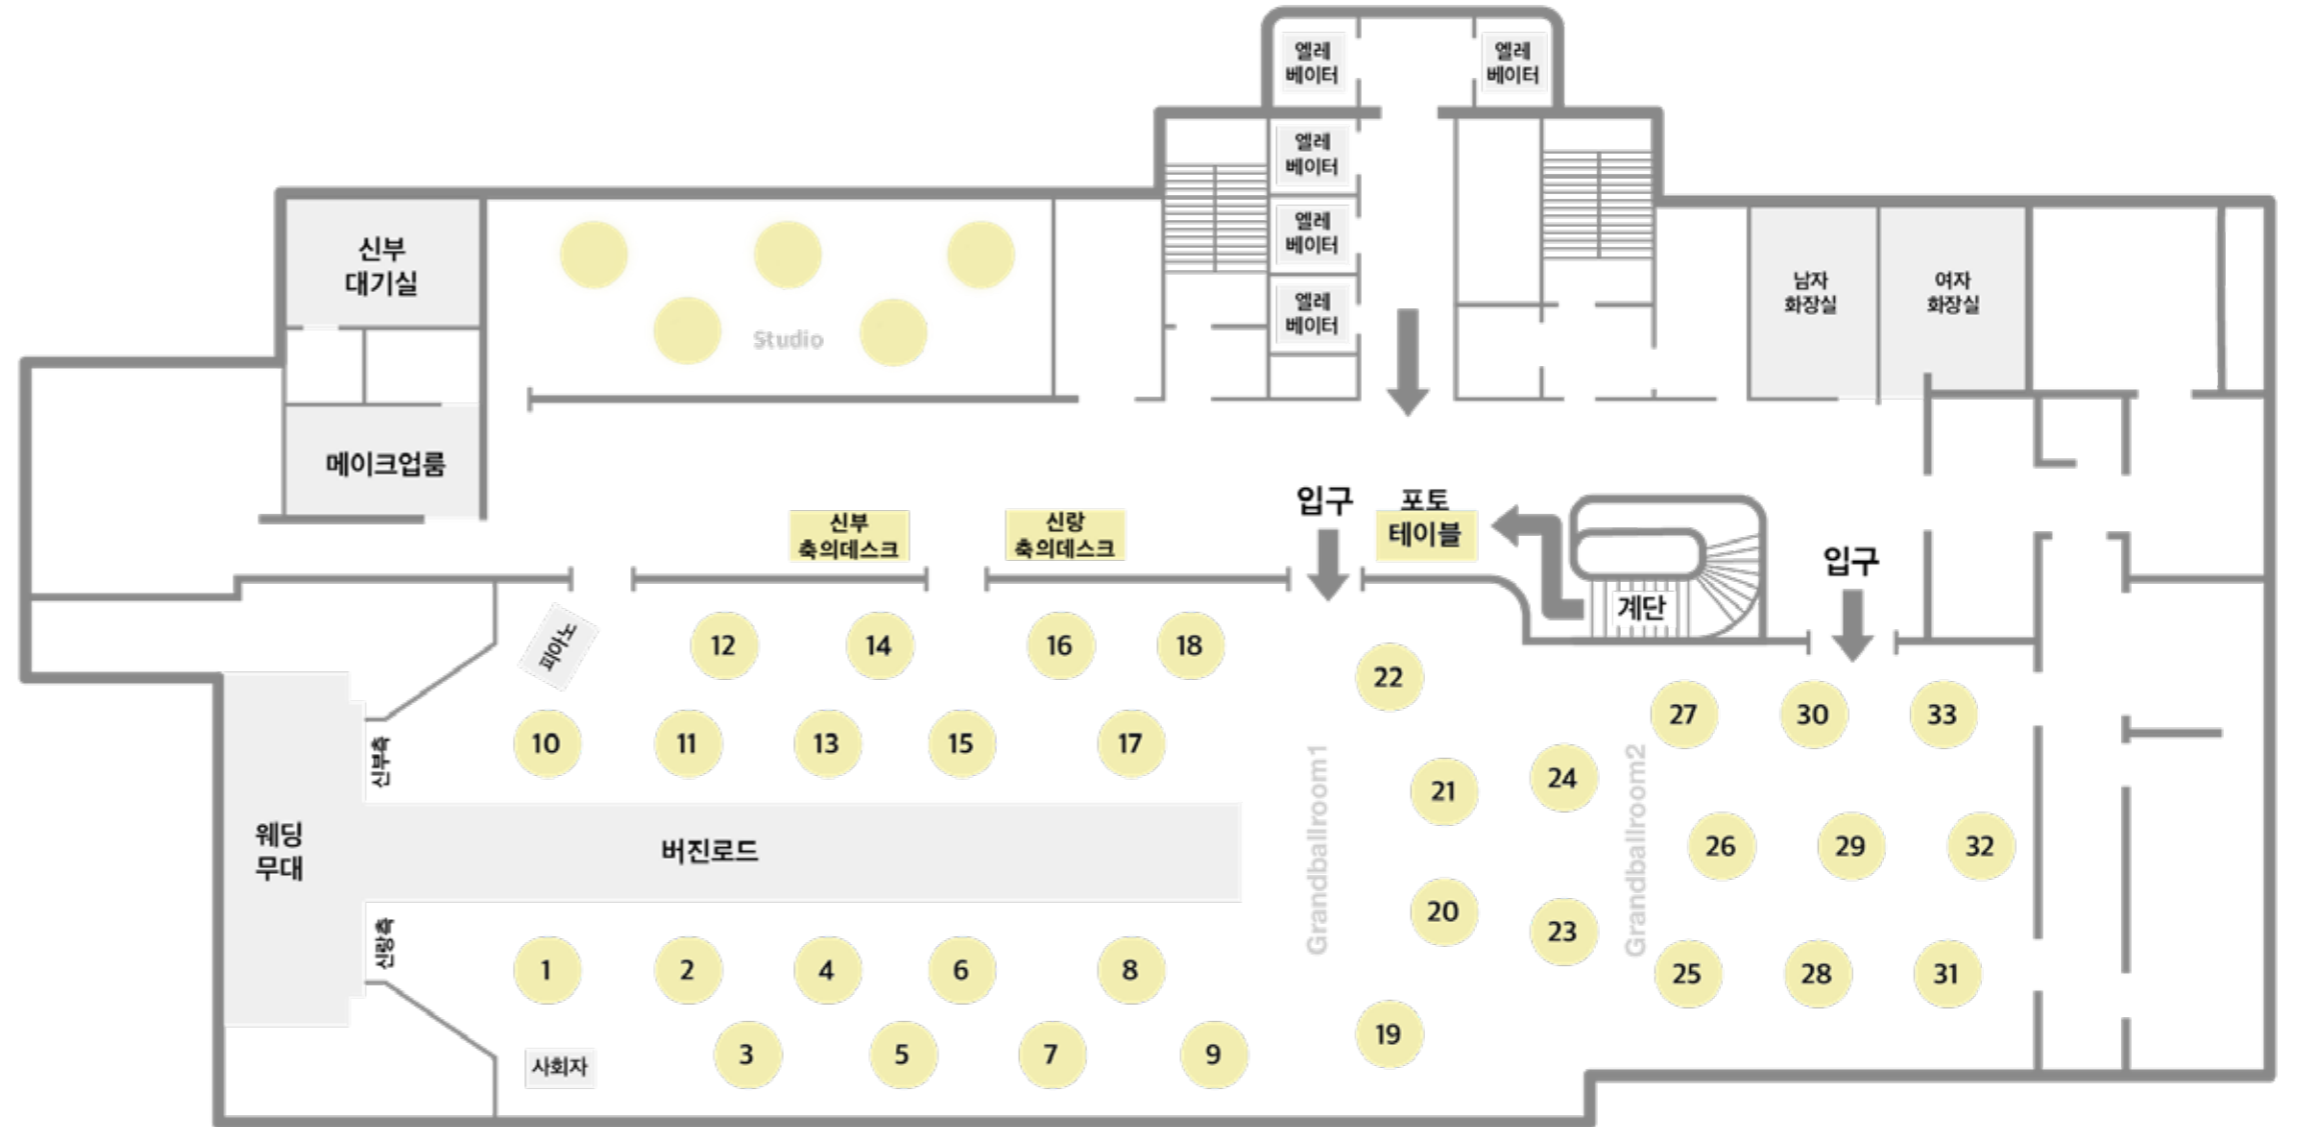 엘레
베이터
엘레
베이터
엘레
베이터
엘레
베이터
엘레
베이터
신부
대기실
Studio
남자
화장실
여자
화장실
메이크업룸
신부
축의데스크
신랑
축의데스크
입구
포토
테이블
입구
계단
피아노
12
14
16
18
22
27
30
33
10
11
13
15
17
신부측
21
24
Grandballroom1
Grandballroom2
웨딩
무대
버진로드
26
29
32
20
23
신랑측
1
2
4
6
8
25
28
31
사회자
3
5
7
9
19